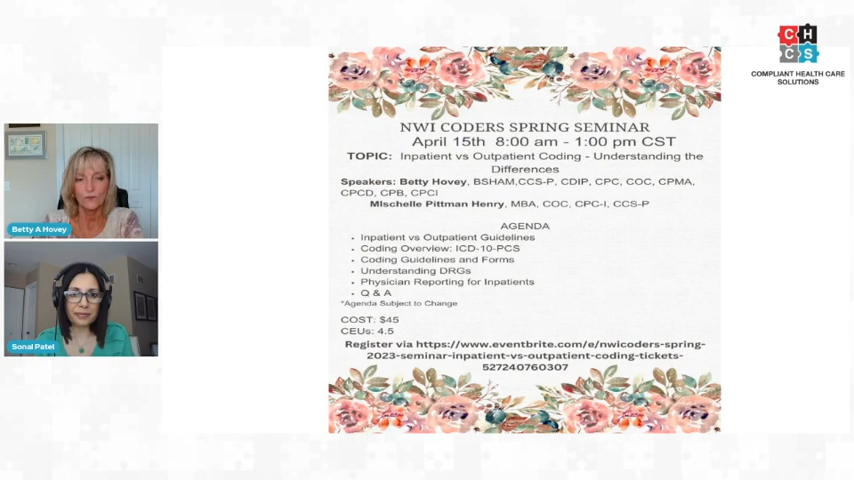 CH
CS
COMPLIANT HEALTH CARE
SOLUTIONS
NWI CODERS SPRING SEMINAR
April 15th 8:00 am - 1:00 pm CST
TOPIC: Inpatient vs Outpatient Coding - Understanding the
Differences
Speakers: Betty Hovey, BSHAM,CCS-P, CDIP, CPC, COC, CPMA,
CPCD, CPB, CPCI
MIschelle Pittman Henry, MBA, COC, CPC-I, CCS-P
AGENDA
• Inpatient vs Outpatient Guidelines
• Coding Overview: ICD-10-PCS
• Coding Guidelines and Forms
• Understanding DRGs
• Physician Reporting for Inpatients
• Q & A
*Agenda Subject to Change
COST: $45
CEUs: 4.5
Register via https://www.eventbrite.com/e/nwicoders-spring-
2023-seminar-inpatient-vs-outpatient-coding-tickets-
527240760307
Betty A Hovey
Sonal Patel